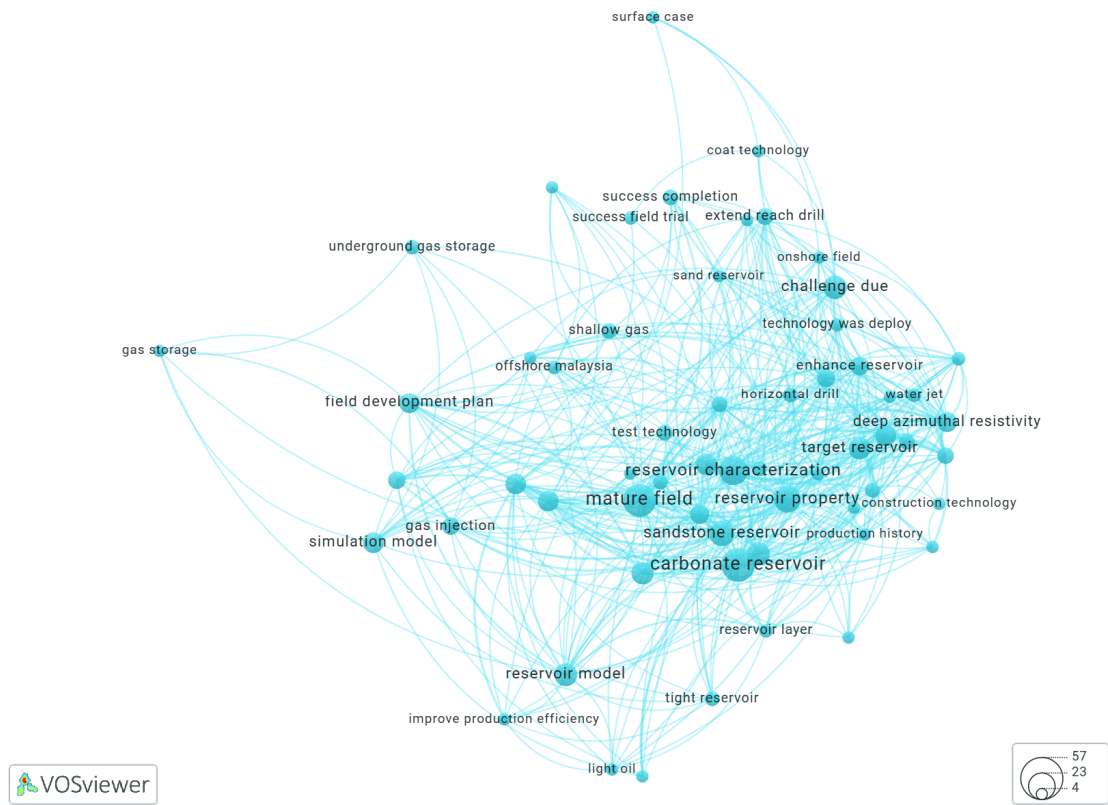 surface case
coat technology
success completion
success field trial
extend reach drill
underground gas storage
onshore field
sand reservoir
challenge due
technology was deploy
shallow gas
gas storage
offshore malaysia
enhance reservoir
horizontal drill
water jet
field development plan
deep azimuthal resistivity
test technology
target reservoir
reservoir characterization
mature field
reservoir property
construction technology
gas injection
sandstone reservoir
production history
simulation model
carbonate reservoir
reservoir layer
reservoir model
tight reservoir
improve production efficiency
light oil
VOSviewer
57
23
4